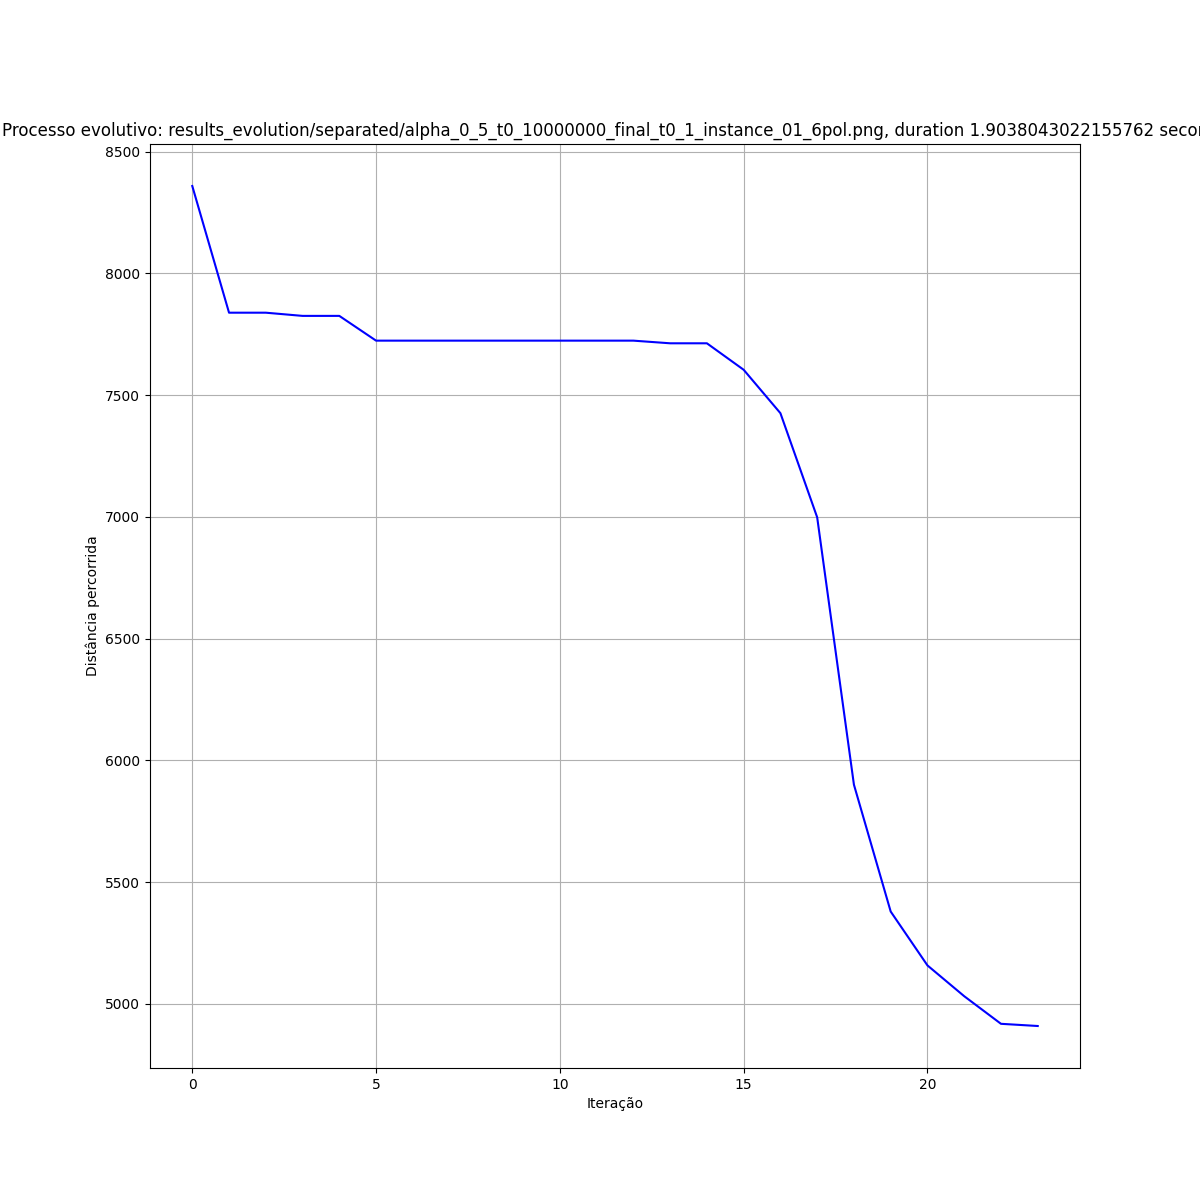 Processo evolutivo: results_evolution/separated/alpha_0_5_t0_10000000_final_t0_1_instance_01_6pol.png, duration 1.9038043022155762
8500
8000
7500
7000
6500
6000
5500
5000
Distância percorrida
0 5 10 15 20
Iteração